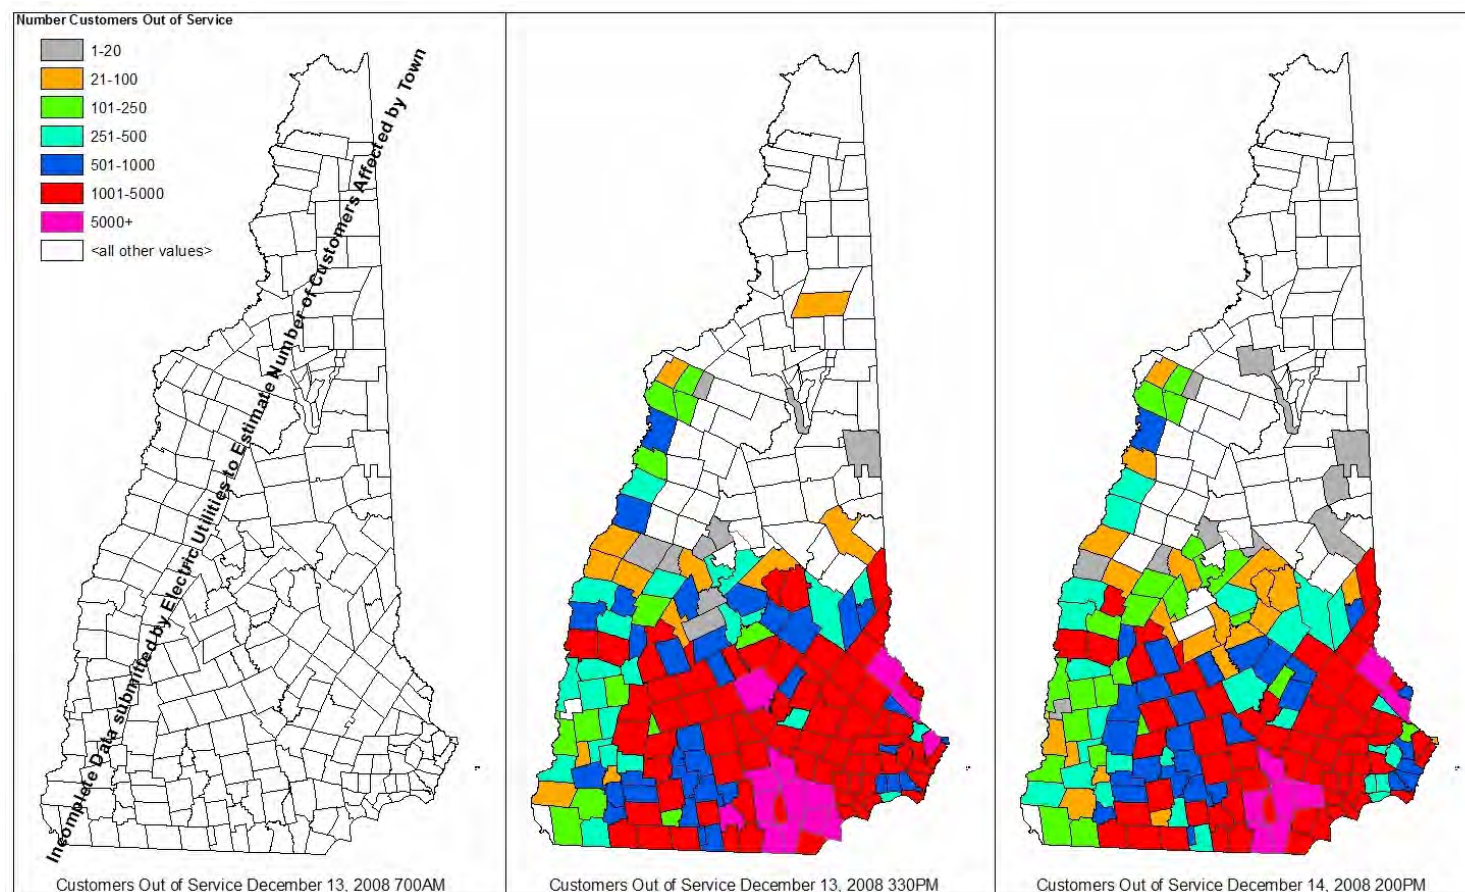 Number Customers Out of Service
1-20
21-100
101-250
251-500
501-1000
1001-5000
5000+
<all other values>
Incomplete Data submitted by Electric Utilities to Estimate Number of Customers Affected by Town
Customers Out of Service December 13, 2008 700AM
Customers Out of Service December 13, 2008 330PM
Customers Out of Service December 14, 2008 200PM